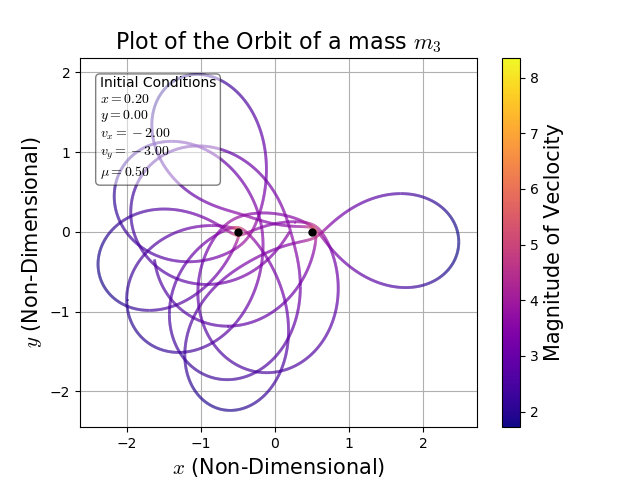 Plot of the Orbit of a mass m₃
Initial Conditions
x = 0.20
y = 0.00
vₓ = −2.00
v_y = −3.00
μ = 0.50
2
1
0
−1
−2
y (Non-Dimensional)
−2 −1 0 1 2
x (Non-Dimensional)
8
7
6
5
4
3
2
Magnitude of Veclocity